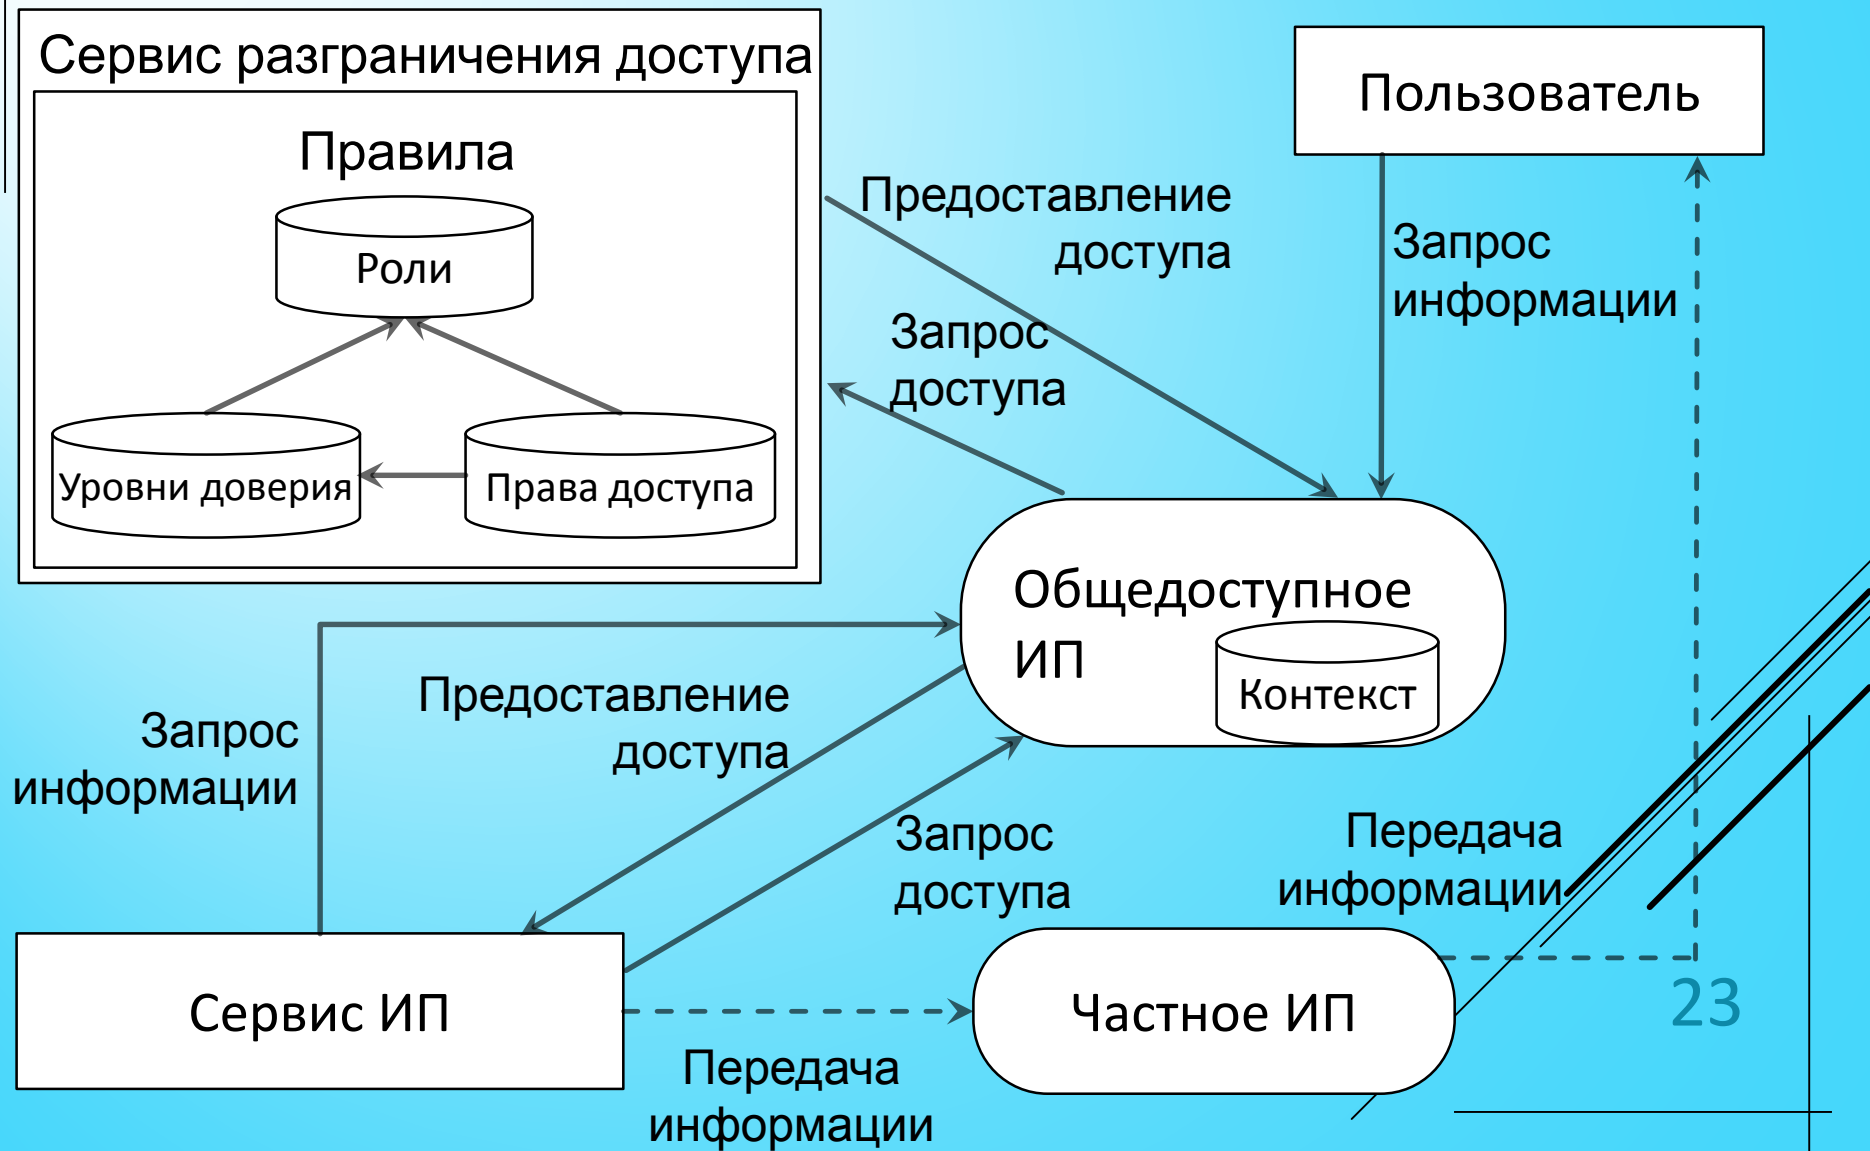 Сервис разграничения доступа
Правила
Роли
Уровни доверия
Права доступа
Пользователь
Предоставление
доступа
Запрос
информации
Запрос
доступа
Общедоступное
ИП
Контекст
Запрос
информации
Предоставление
доступа
Запрос
доступа
Передача
информации
Сервис ИП
Частное ИП
23
Передача
информации